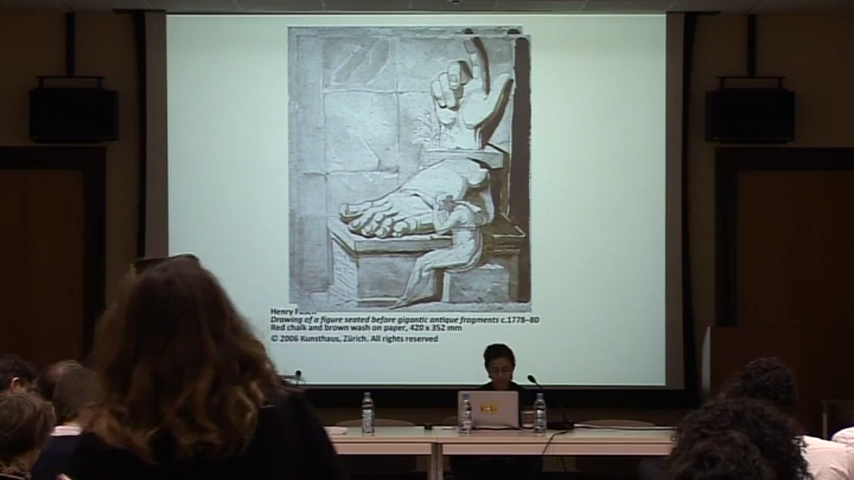 Henry
Drawing of a figure seated before gigantic antique fragments c.1778–80
Red chalk and brown wash on paper, 420 x 352 mm
© 2006 Kunsthaus, Zürich. All rights reserved